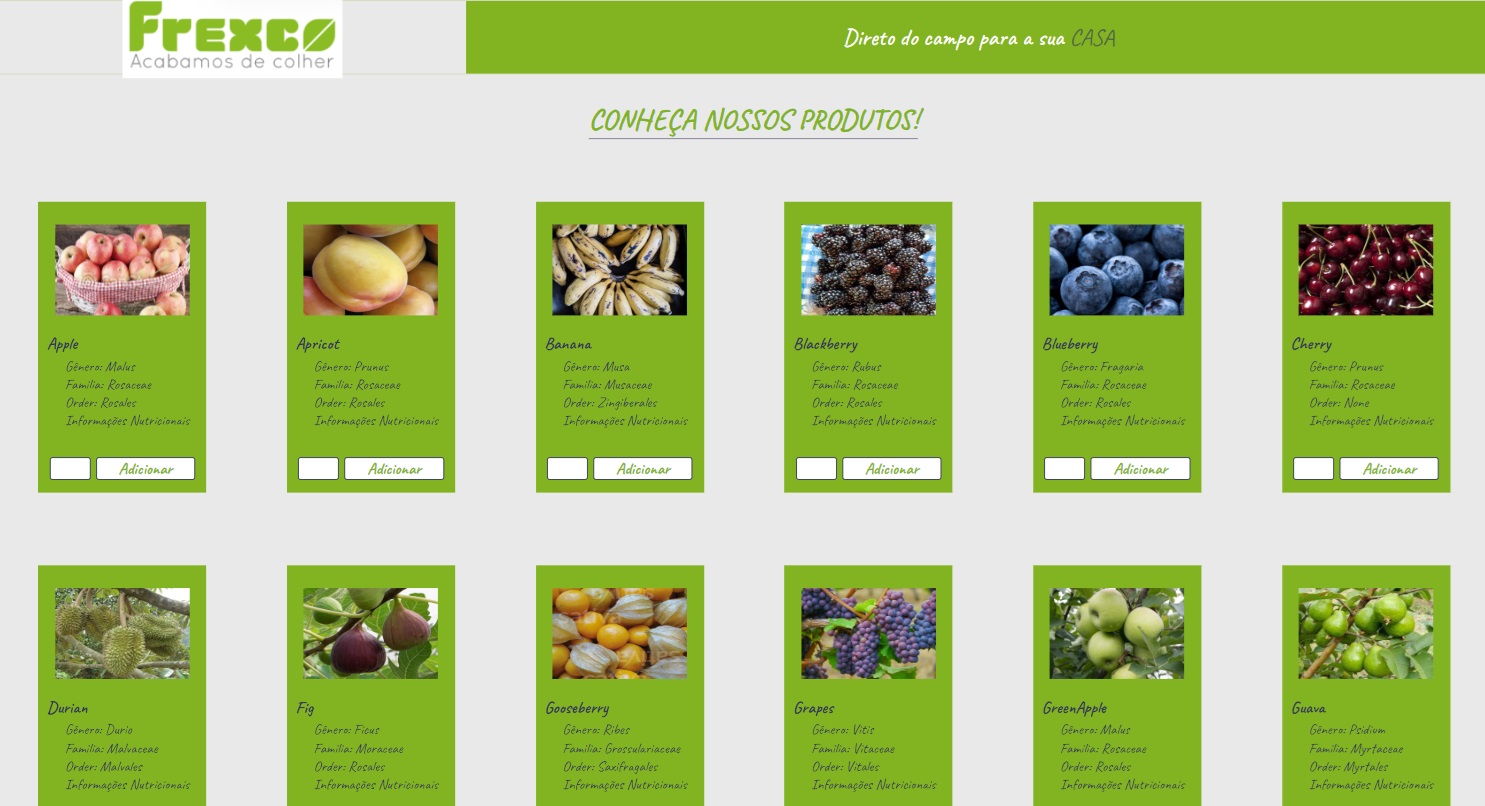 Frexco
Acabamos de colher
Direto do campo para a sua CASA
CONHEÇA NOSSOS PRODUTOS!
Apple
Gênero: Malus
Família: Rosaceae
Order: Rosales
Informações Nutricionais
Adicionar
Apricot
Gênero: Prunus
Família: Rosaceae
Order: Rosales
Informações Nutricionais
Adicionar
Banana
Gênero: Musa
Família: Musaceae
Order: Zingiberales
Informações Nutricionais
Adicionar
Blackberry
Gênero: Rubus
Família: Rosaceae
Order: Rosales
Informações Nutricionais
Adicionar
Blueberry
Gênero: Fragaria
Família: Rosaceae
Order: Rosales
Informações Nutricionais
Adicionar
Cherry
Gênero: Prunus
Família: Rosaceae
Order: None
Informações Nutricionais
Adicionar
Durian
Gênero: Durio
Família: Malvaceae
Order: Malvales
Informações Nutricionais
Fig
Gênero: Ficus
Família: Moraceae
Order: Rosales
Informações Nutricionais
Gooseberry
Gênero: Ribes
Família: Grossulariaceae
Order: Saxifragales
Informações Nutricionais
Grapes
Gênero: Vitis
Família: Vitaceae
Order: Vitales
Informações Nutricionais
GreenApple
Gênero: Malus
Família: Rosaceae
Order: Rosales
Informações Nutricionais
Guava
Gênero: Psidium
Família: Myrtaceae
Order: Myrtales
Informações Nutricionais